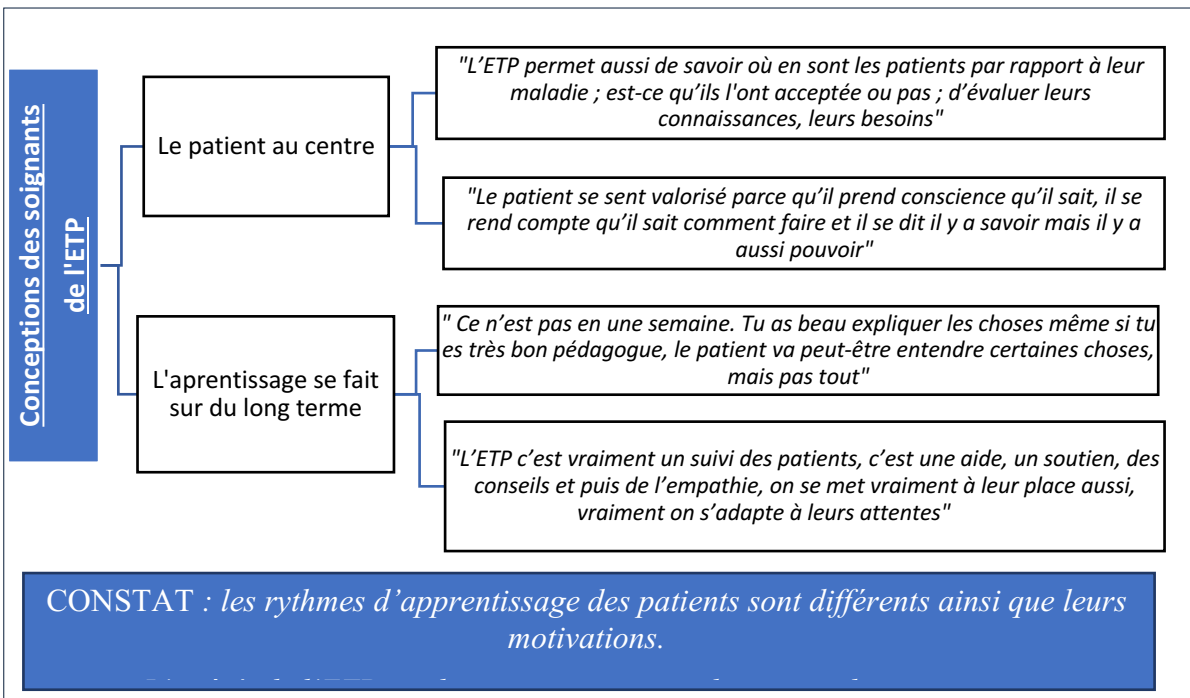 Conceptions des soignants
de l'ETP
Le patient au centre
"L'ETP permet aussi de savoir où en sont les patients par rapport à leur
maladie ; est-ce qu'ils l'ont acceptée ou pas ; d'évaluer leurs
connaissances, leurs besoins"
"Le patient se sent valorisé parce qu'il prend conscience qu'il sait, il se
rend compte qu'il sait comment faire et il se dit il y a savoir mais il y a
aussi pouvoir"
L'aprentissage se fait
sur du long terme
" Ce n'est pas en une semaine. Tu as beau expliquer les choses même si tu
es très bon pédagogue, le patient va peut-être entendre certaines choses,
mais pas tout"
"L'ETP c'est vraiment un suivi des patients, c'est une aide, un soutien, des
conseils et puis de l'empathie, on se met vraiment à leur place aussi,
vraiment on s'adapte à leurs attentes"
CONSTAT : les rythmes d'apprentissage des patients sont différents ainsi que leurs
motivations.